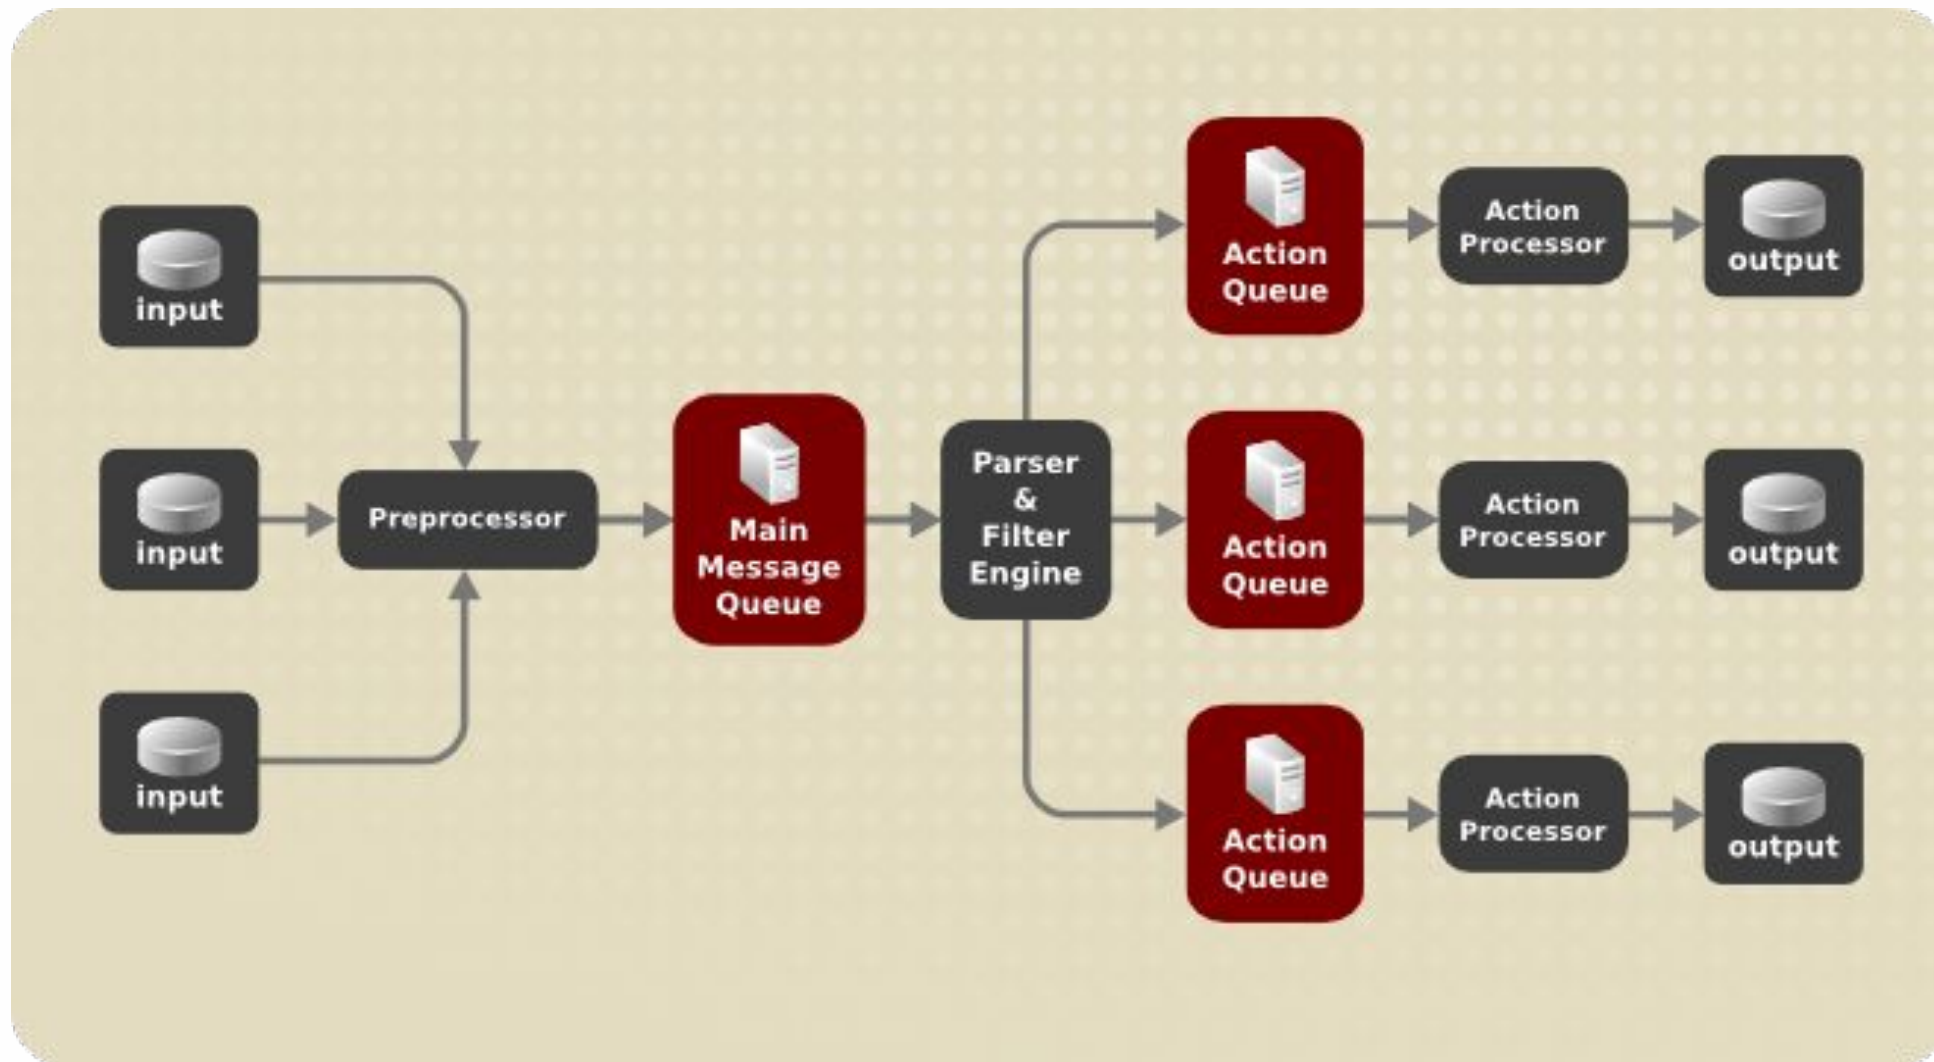 input
input
input
Preprocessor
Main
Message
Queue
Parser
&
Filter
Engine
Action
Queue
Action
Processor
output
Action
Queue
Action
Processor
output
Action
Queue
Action
Processor
output